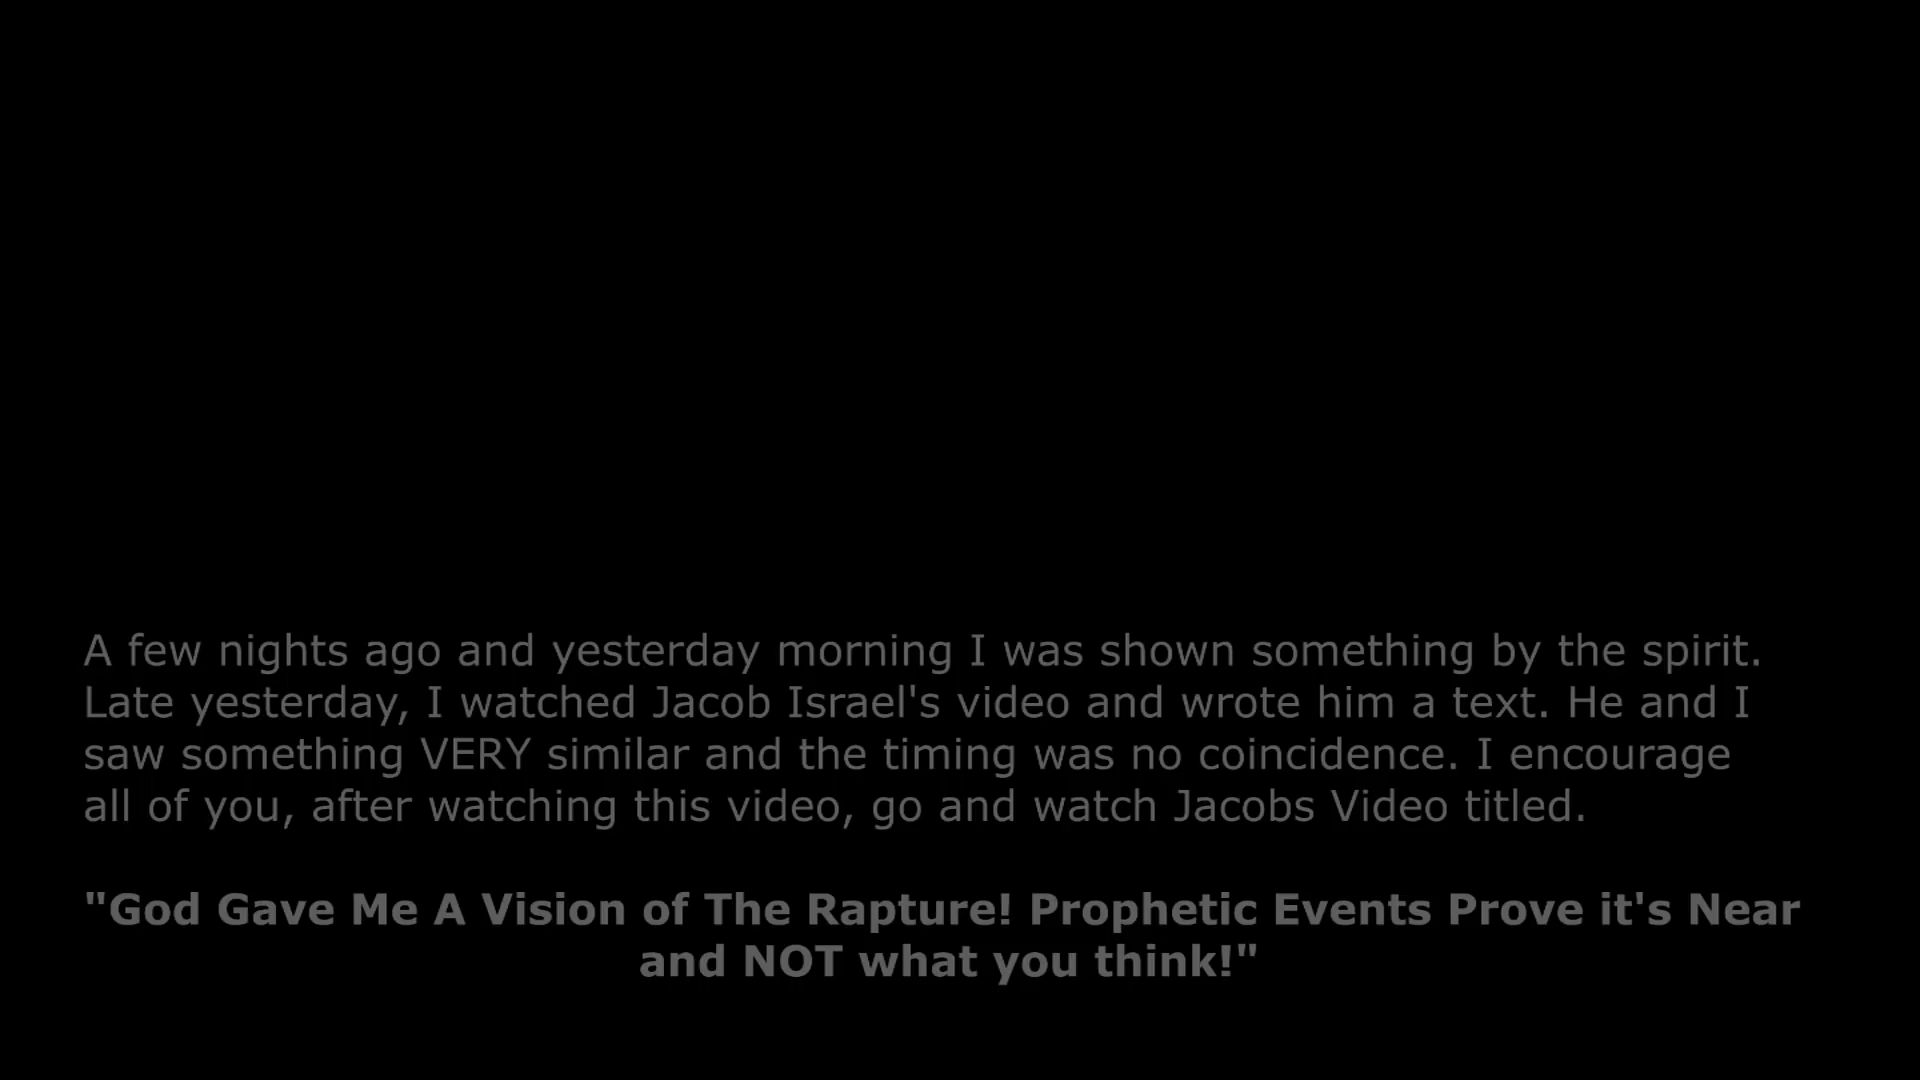 A few nights ago and yesterday morning I was shown something by the spirit.
Late yesterday, I watched Jacob Israel's video and wrote him a text. He and I
saw something VERY similar and the timing was no coincidence. I encourage
all of you, after watching this video, go and watch Jacobs Video titled.
"God Gave Me A Vision of The Rapture! Prophetic Events Prove it's Near
and NOT what you think!"